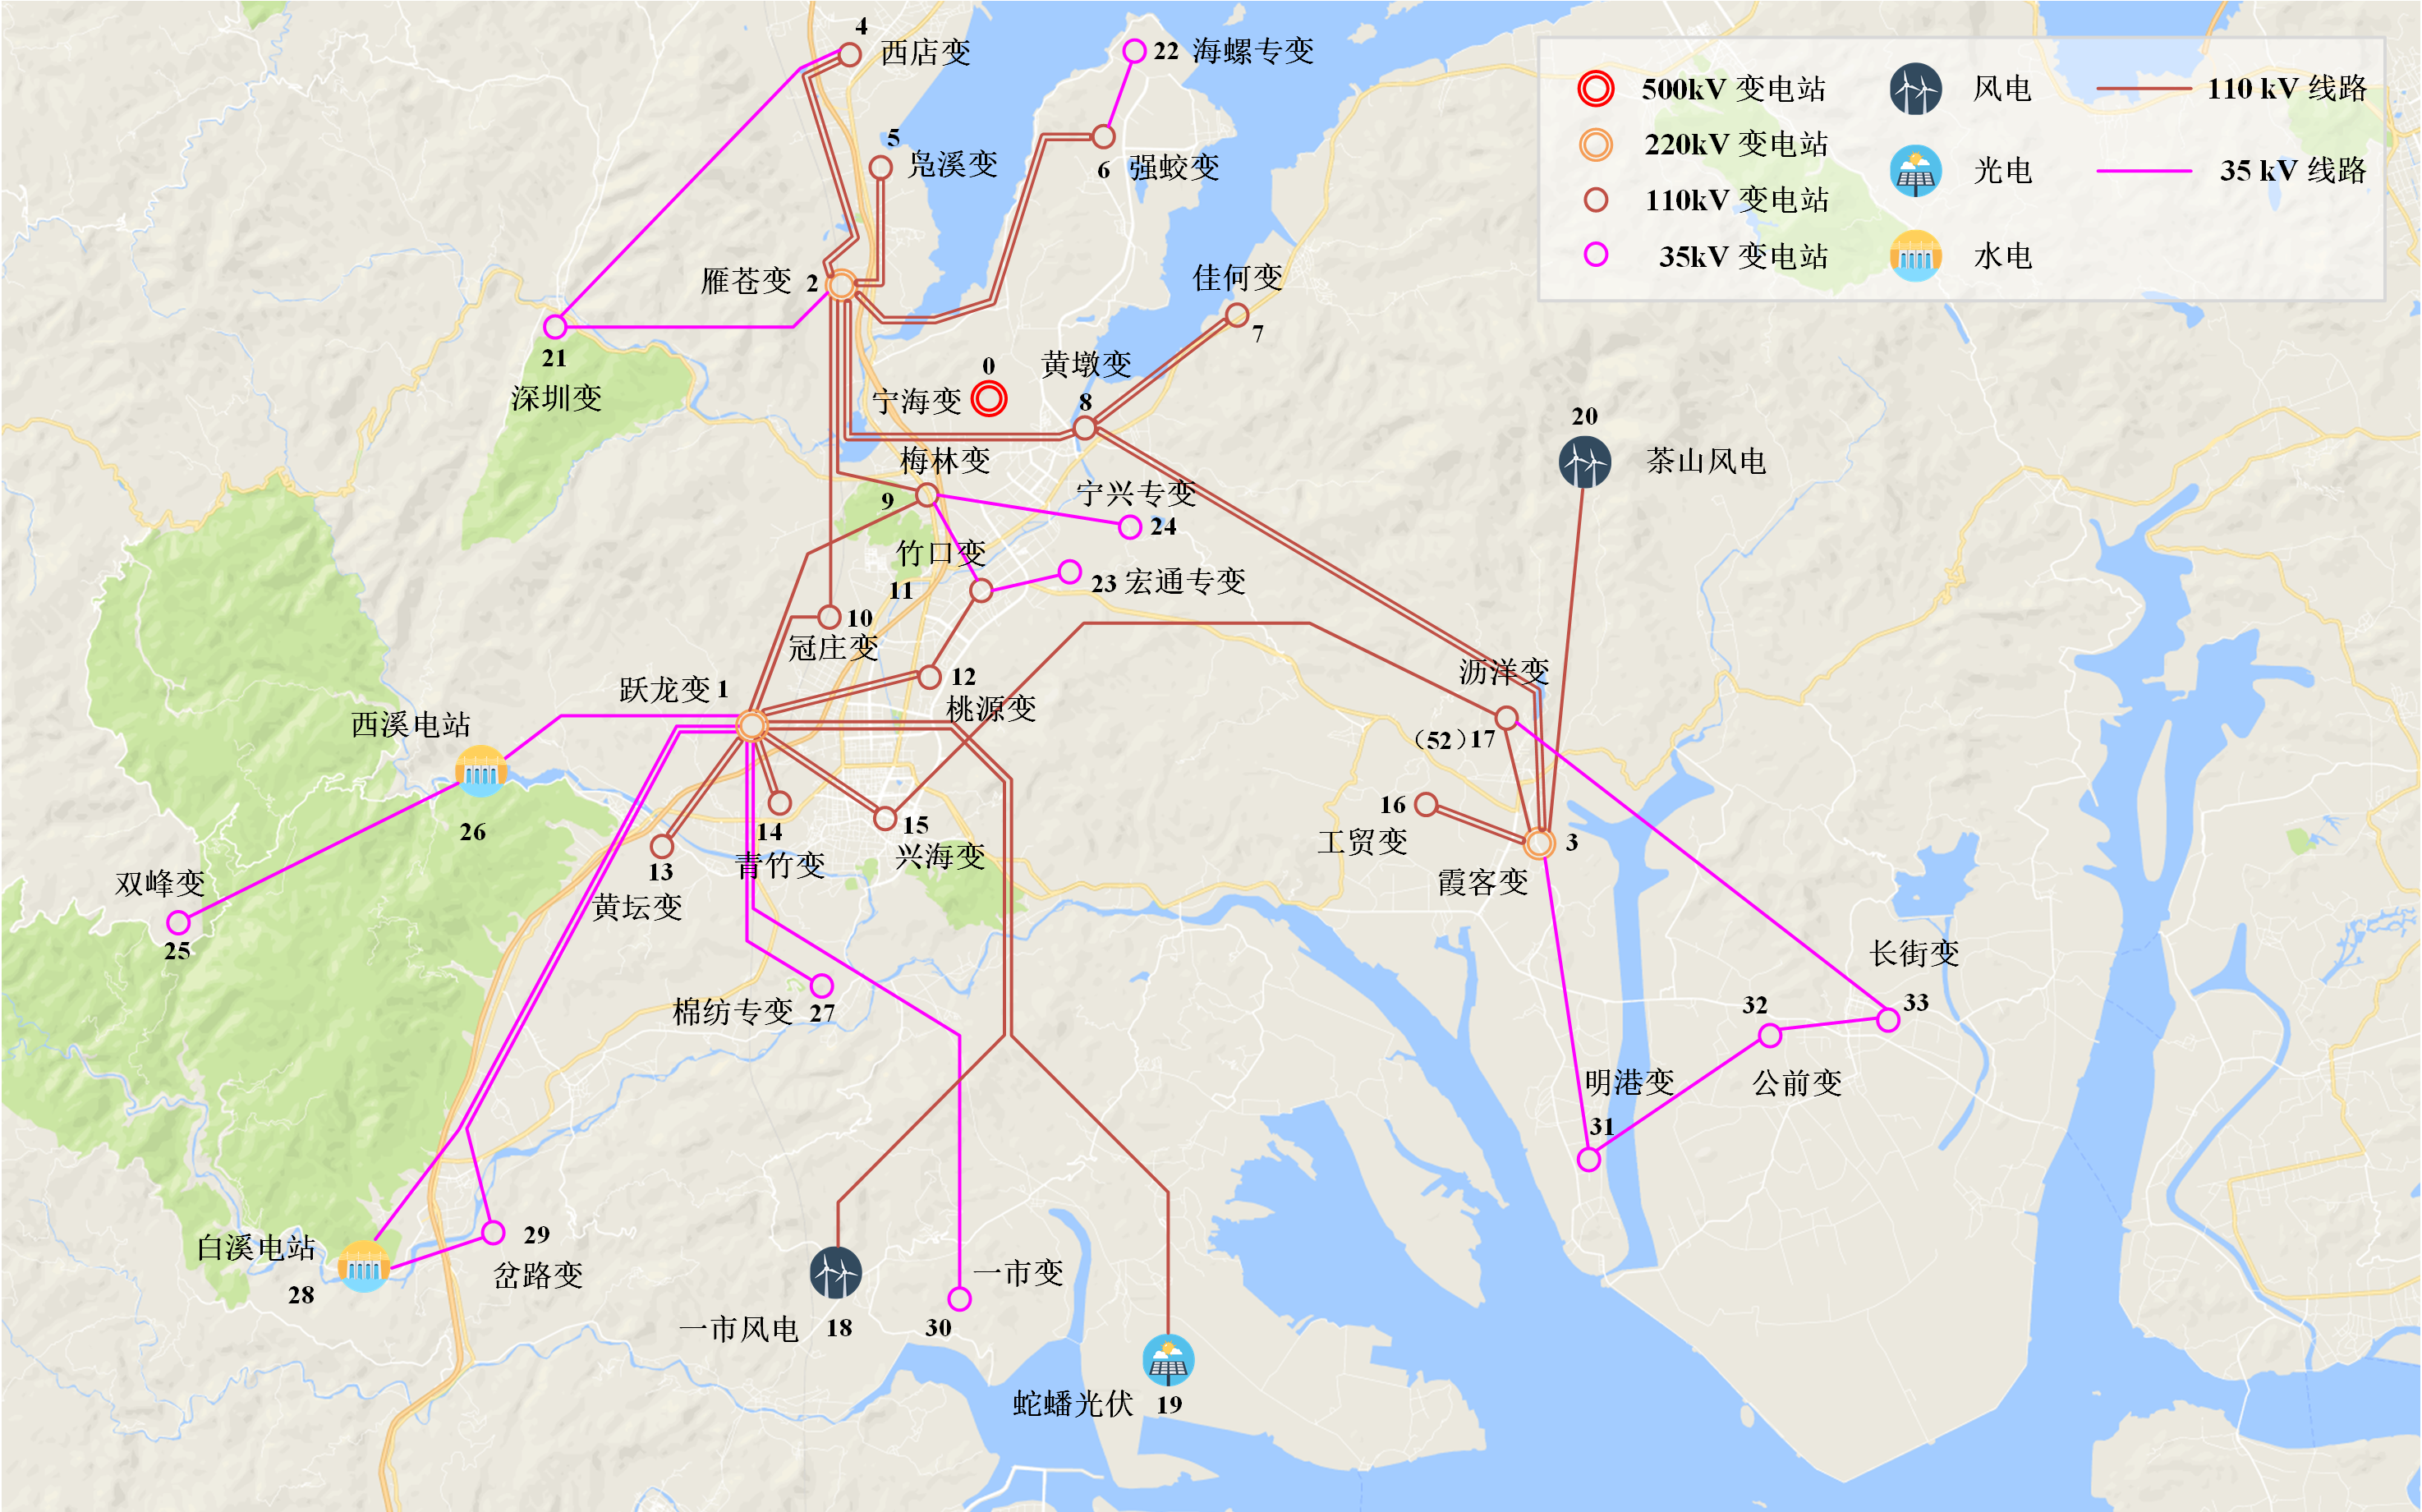 4
西店变
22 海螺专变
5
凫溪变
6 强蛟变
500kV 变电站
风电
110 kV 线路
220kV 变电站
110kV 变电站
光电
35 kV 线路
35kV 变电站
水电
雁苍变 2
佳何变
7
21
深圳变
0
宁海变
黄墩变
8
20
茶山风电
梅林变
9
宁兴专变
24
竹口变
11
23 宏通专变
10
冠庄变
12
桃源变
跃龙变 1
沥洋变
（52）17
西溪电站
26
16
工贸变
3
霞客变
14
青竹变
15
兴海变
13
黄坛变
双峰变
25
长街变
33
32
公前变
棉纺专变 27
明港变
31
白溪电站
28
29
岔路变
一市变
30
一市风电 18
蛇蟠光伏 19